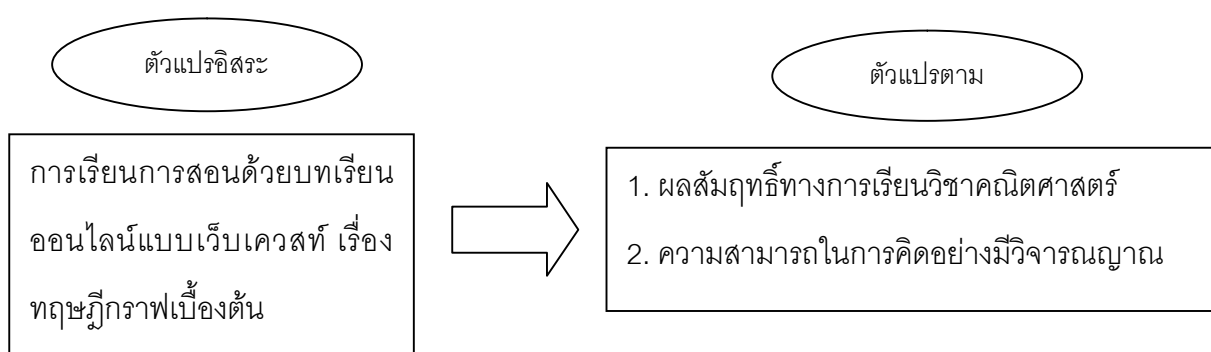 ตัวแปรอิสระ
การเรียนการสอนด้วยบทเรียน
ออนไลน์แบบเว็บเควสท์ เรื่อง
ทฤษฎีกราฟเบื้องต้น
ตัวแปรตาม
1. ผลสัมฤทธิ์ทางการเรียนวิชาคณิตศาสตร์
2. ความสามารถในการคิดอย่างมีวิจารณญาณ